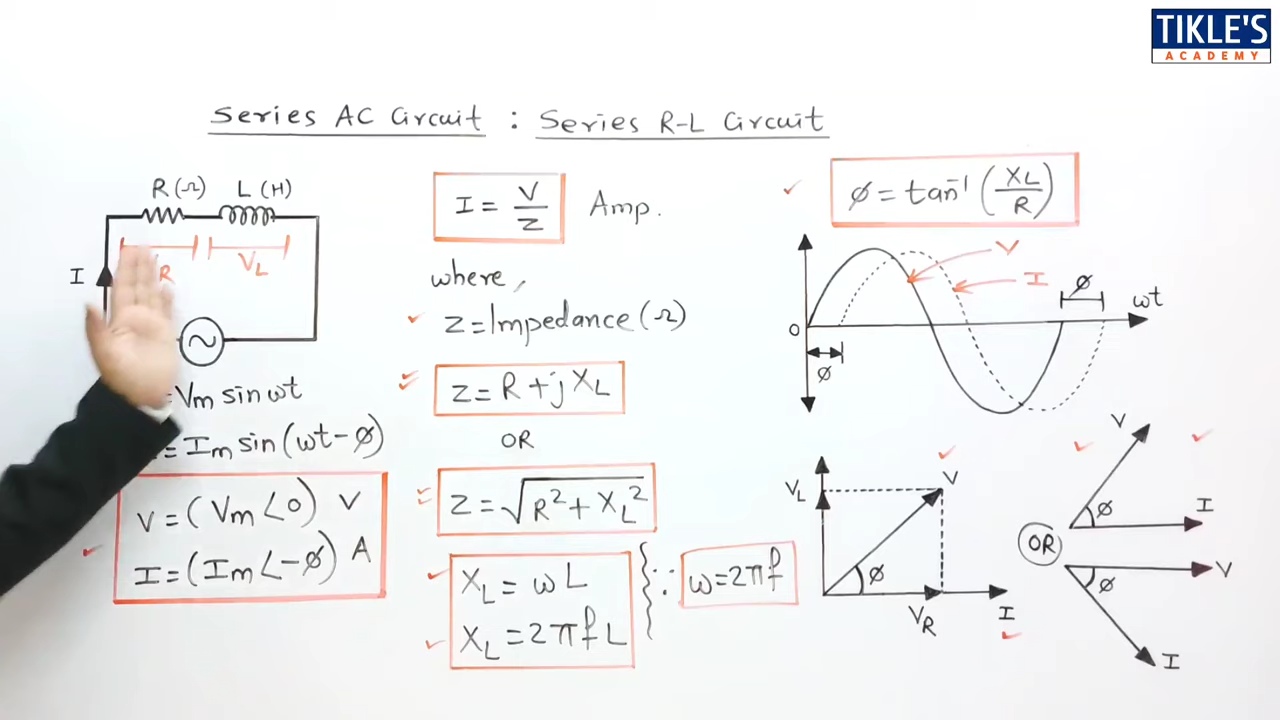 TIKLE'S
ACADEMY
Series AC Circuit : Series R-L Circuit
R(Ω) L (H)
R VL
I
= Vm sin ωt
= Im sin (ωt - ø)
V = (Vm ∠0) V
I = (Im ∠-ø) A
I = V/Z Amp.
where,
Z = Impedance (Ω)
Z = R + j XL
OR
Z = √(R² + XL²)
XL = ωL
XL = 2πfL
∵ ω = 2πf
ø = tan⁻¹ (XL/R)
V
I
ø
ωt
0
ø
VL V
ø
VR I
V
ø I
OR
ø V
I